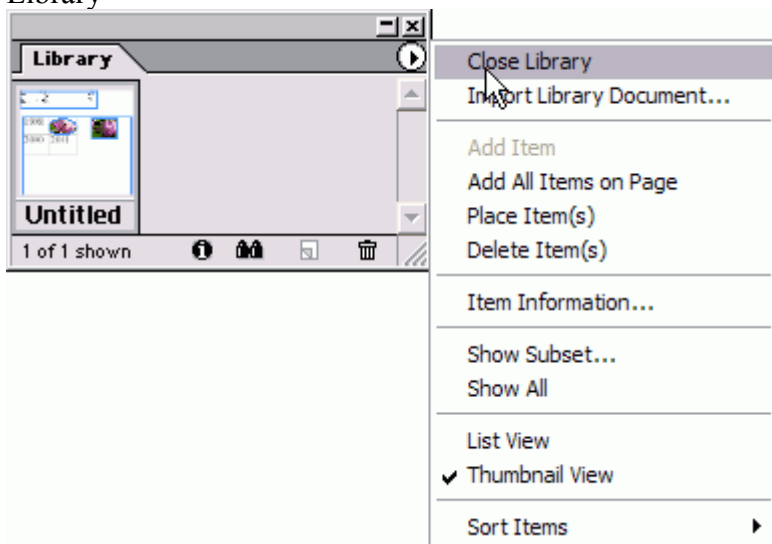 Library
Library
Untitled
1 of 1 shown
Close Library
Import Library Document...
Add Item
Add All Items on Page
Place Item(s)
Delete Item(s)
Item Information...
Show Subset...
Show All
List View
Thumbnail View
Sort Items